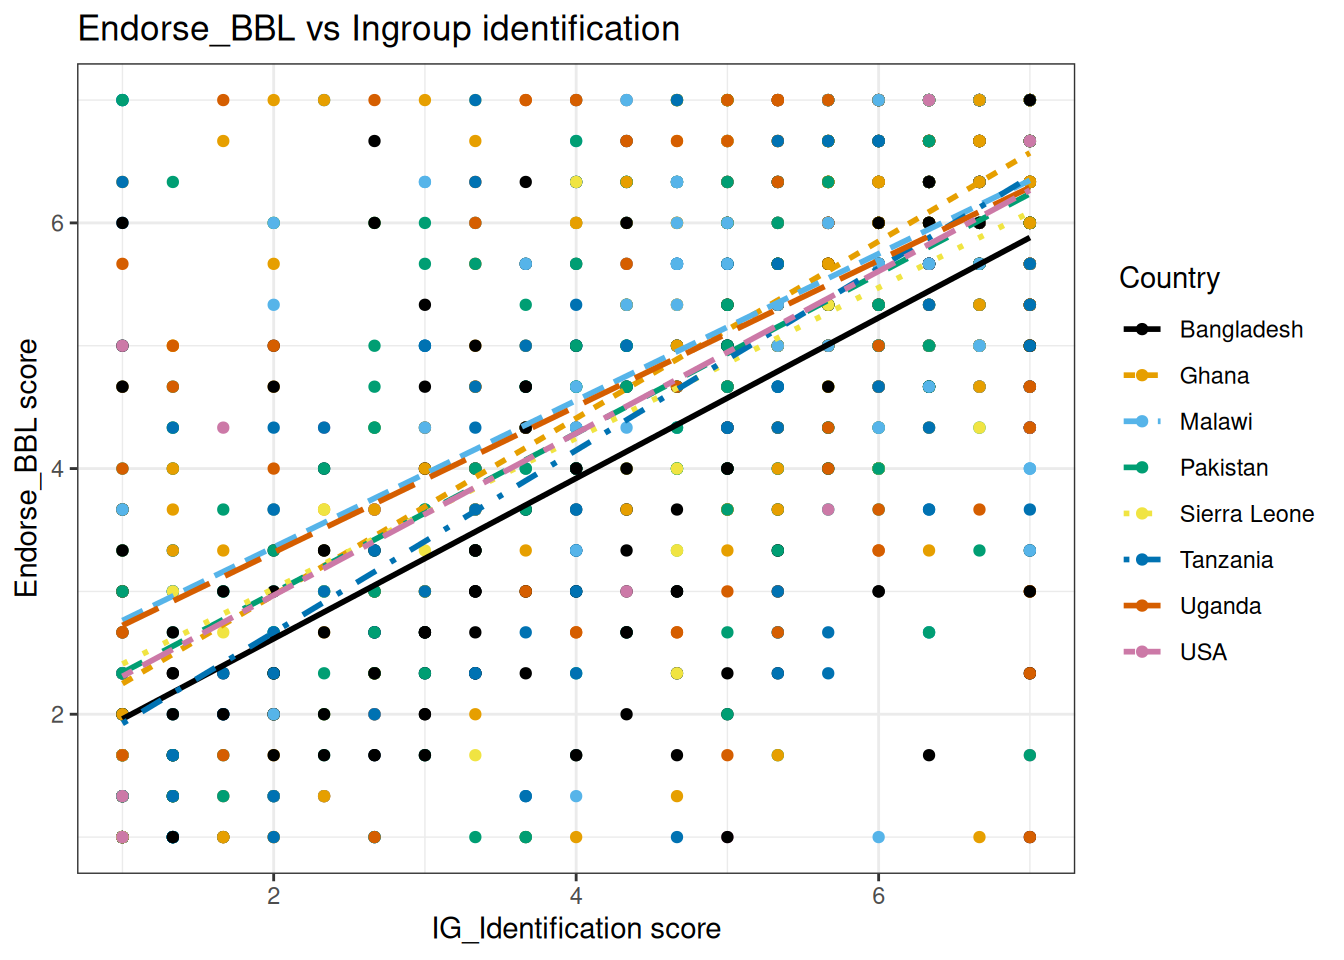 Endorse_BBL vs Ingroup identification
Endorse_BBL score
6
4
2
2 4 6
IG_Identification score
Country
Bangladesh
Ghana
Malawi
Pakistan
Sierra Leone
Tanzania
Uganda
USA